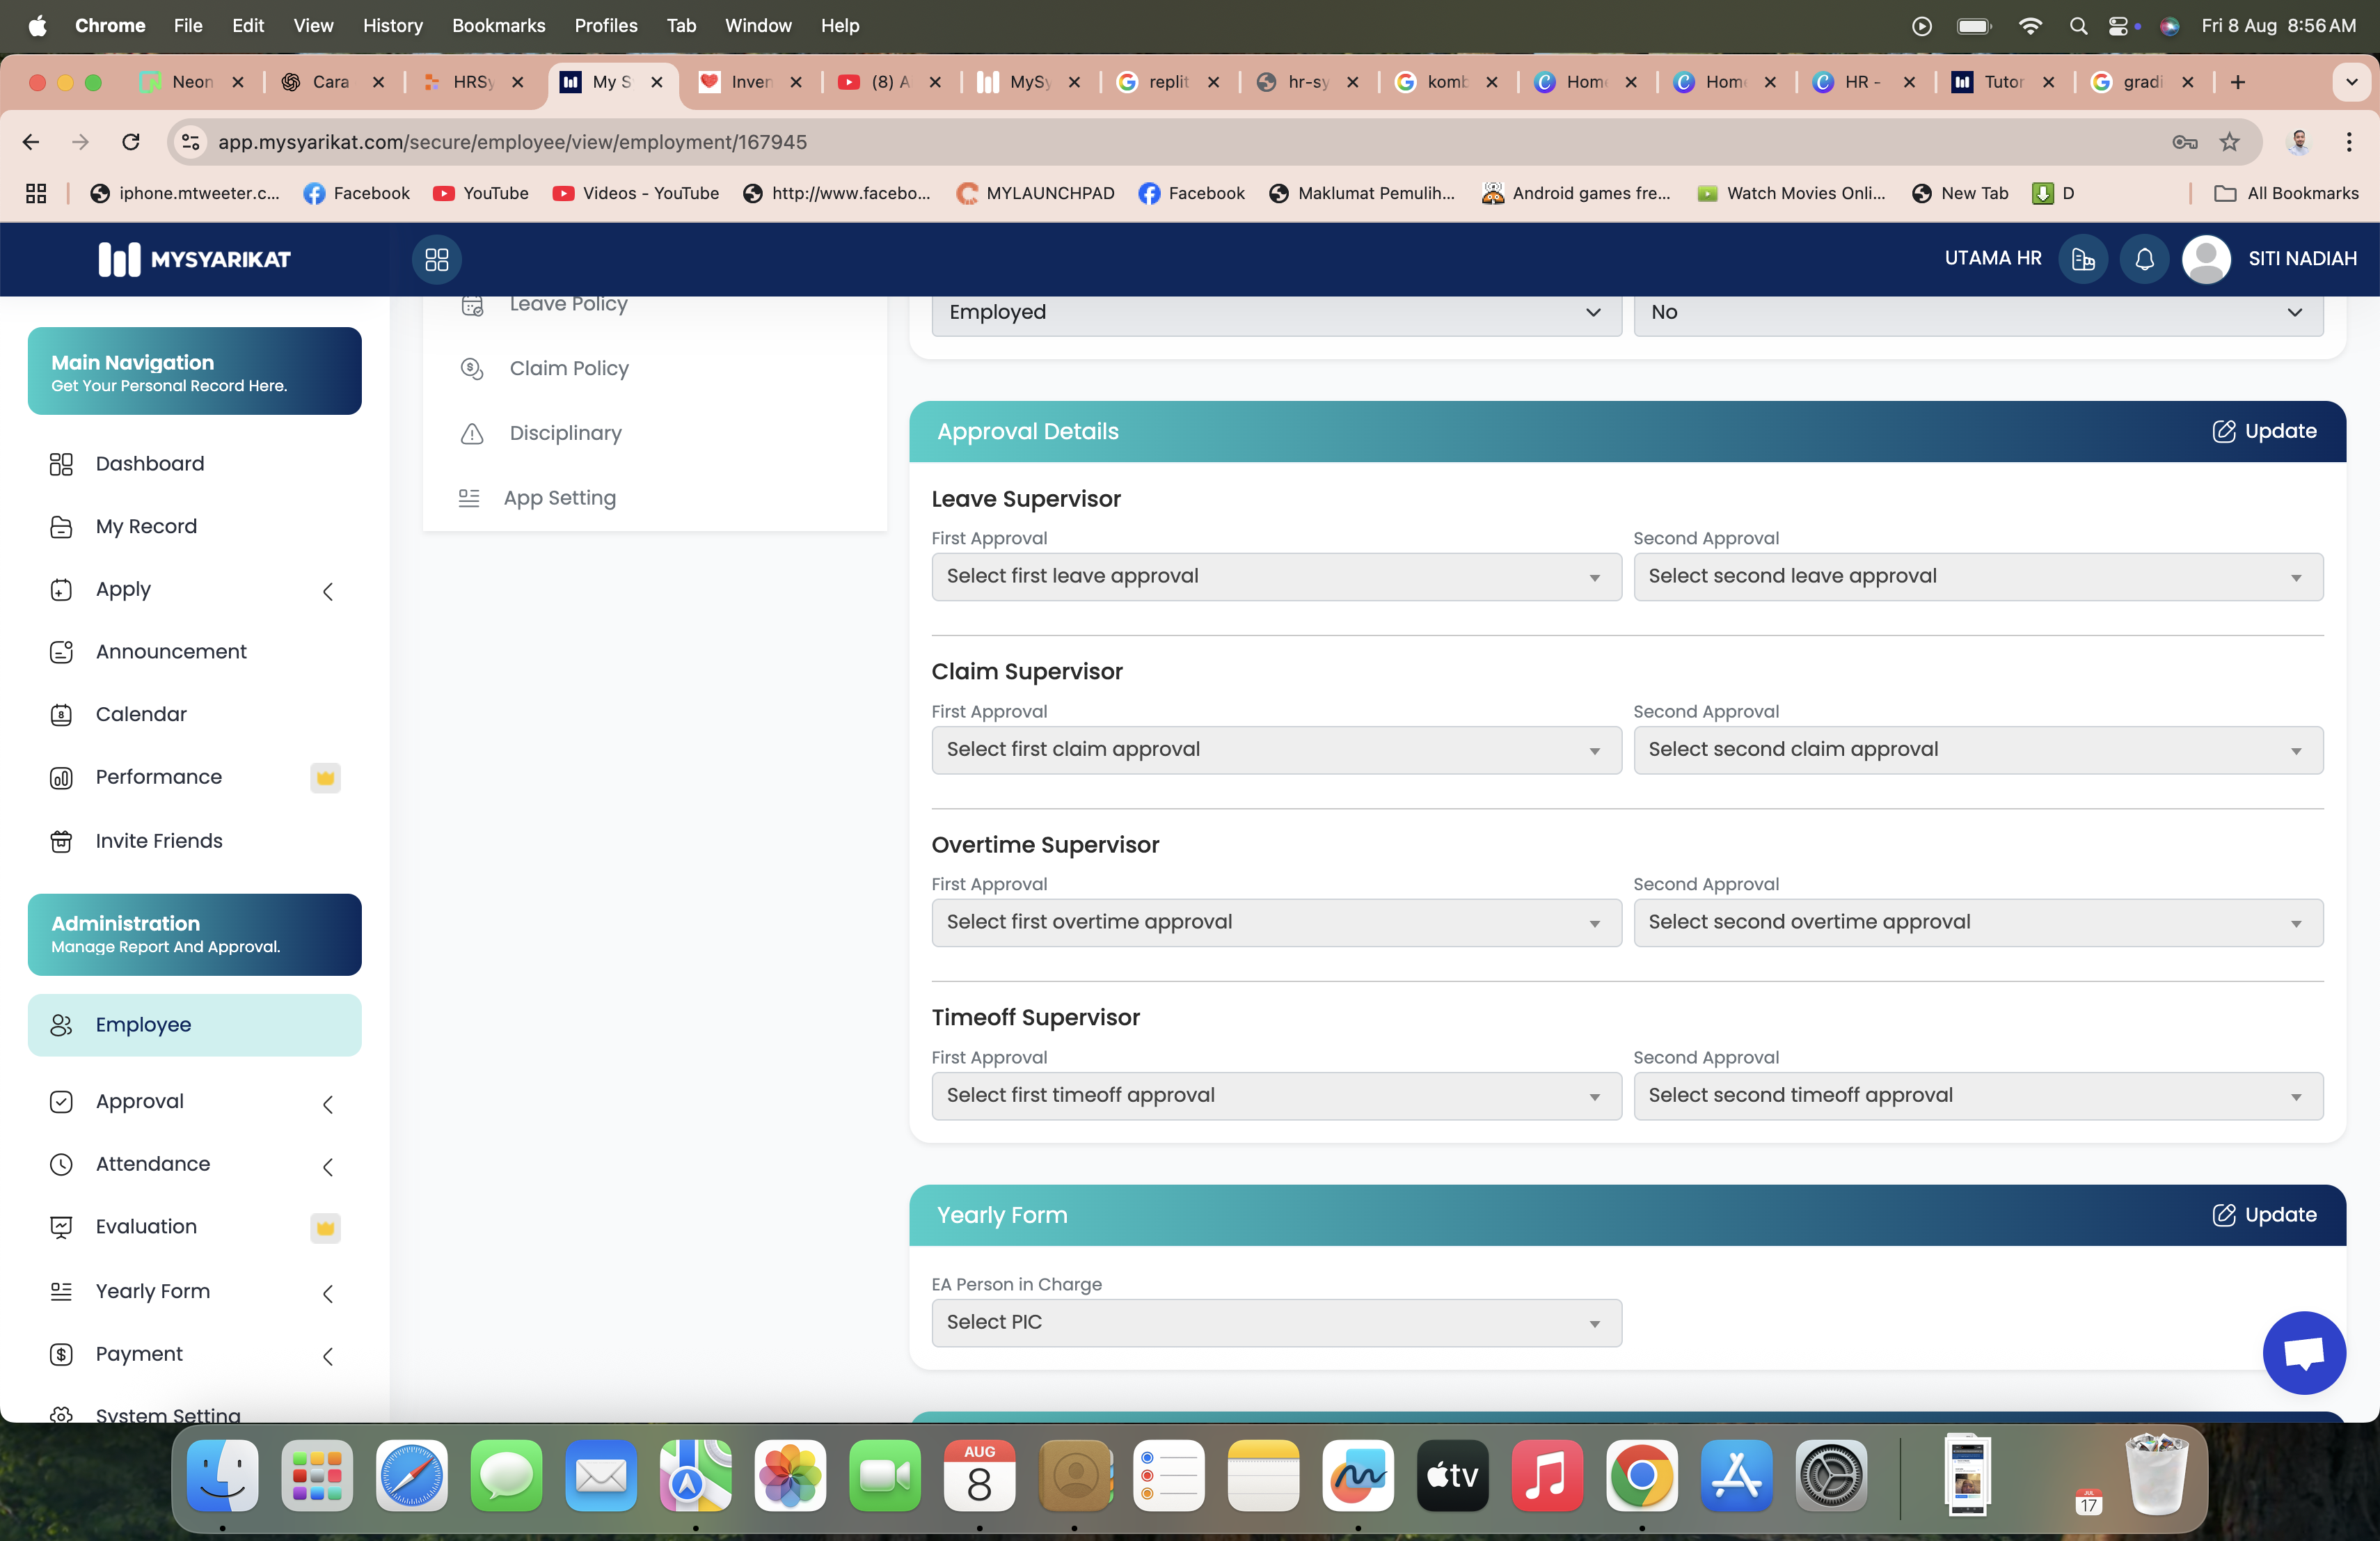 Chrome File Edit View History Bookmarks Profiles Tab Window Help Fri 8 Aug 8:56 AM
Neon Cara HRSy My S Inven (8) A MySy replit hr-sy komb Home Home HR - Tutor gradi
app.mysyarikat.com/secure/employee/view/employment/167945
iphone.mtweeter.c... Facebook YouTube Videos - YouTube http://www.facebo... MYLAUNCHPAD Facebook Maklumat Pemulih... Android games fre... Watch Movies Onli... New Tab D All Bookmarks
MYSYARIKAT UTAMA HR SITI NADIAH
Main Navigation
Get Your Personal Record Here.
Dashboard
My Record
Apply
Announcement
Calendar
Performance
Invite Friends
Administration
Manage Report And Approval.
Employee
Approval
Attendance
Evaluation
Yearly Form
Payment
System Setting
Leave Policy
Claim Policy
Disciplinary
App Setting
Employed No
Approval Details Update
Leave Supervisor
First Approval Second Approval
Select first leave approval Select second leave approval
Claim Supervisor
First Approval Second Approval
Select first claim approval Select second claim approval
Overtime Supervisor
First Approval Second Approval
Select first overtime approval Select second overtime approval
Timeoff Supervisor
First Approval Second Approval
Select first timeoff approval Select second timeoff approval
Yearly Form Update
EA Person in Charge
Select PIC
AUG
8
tv
JUL
17